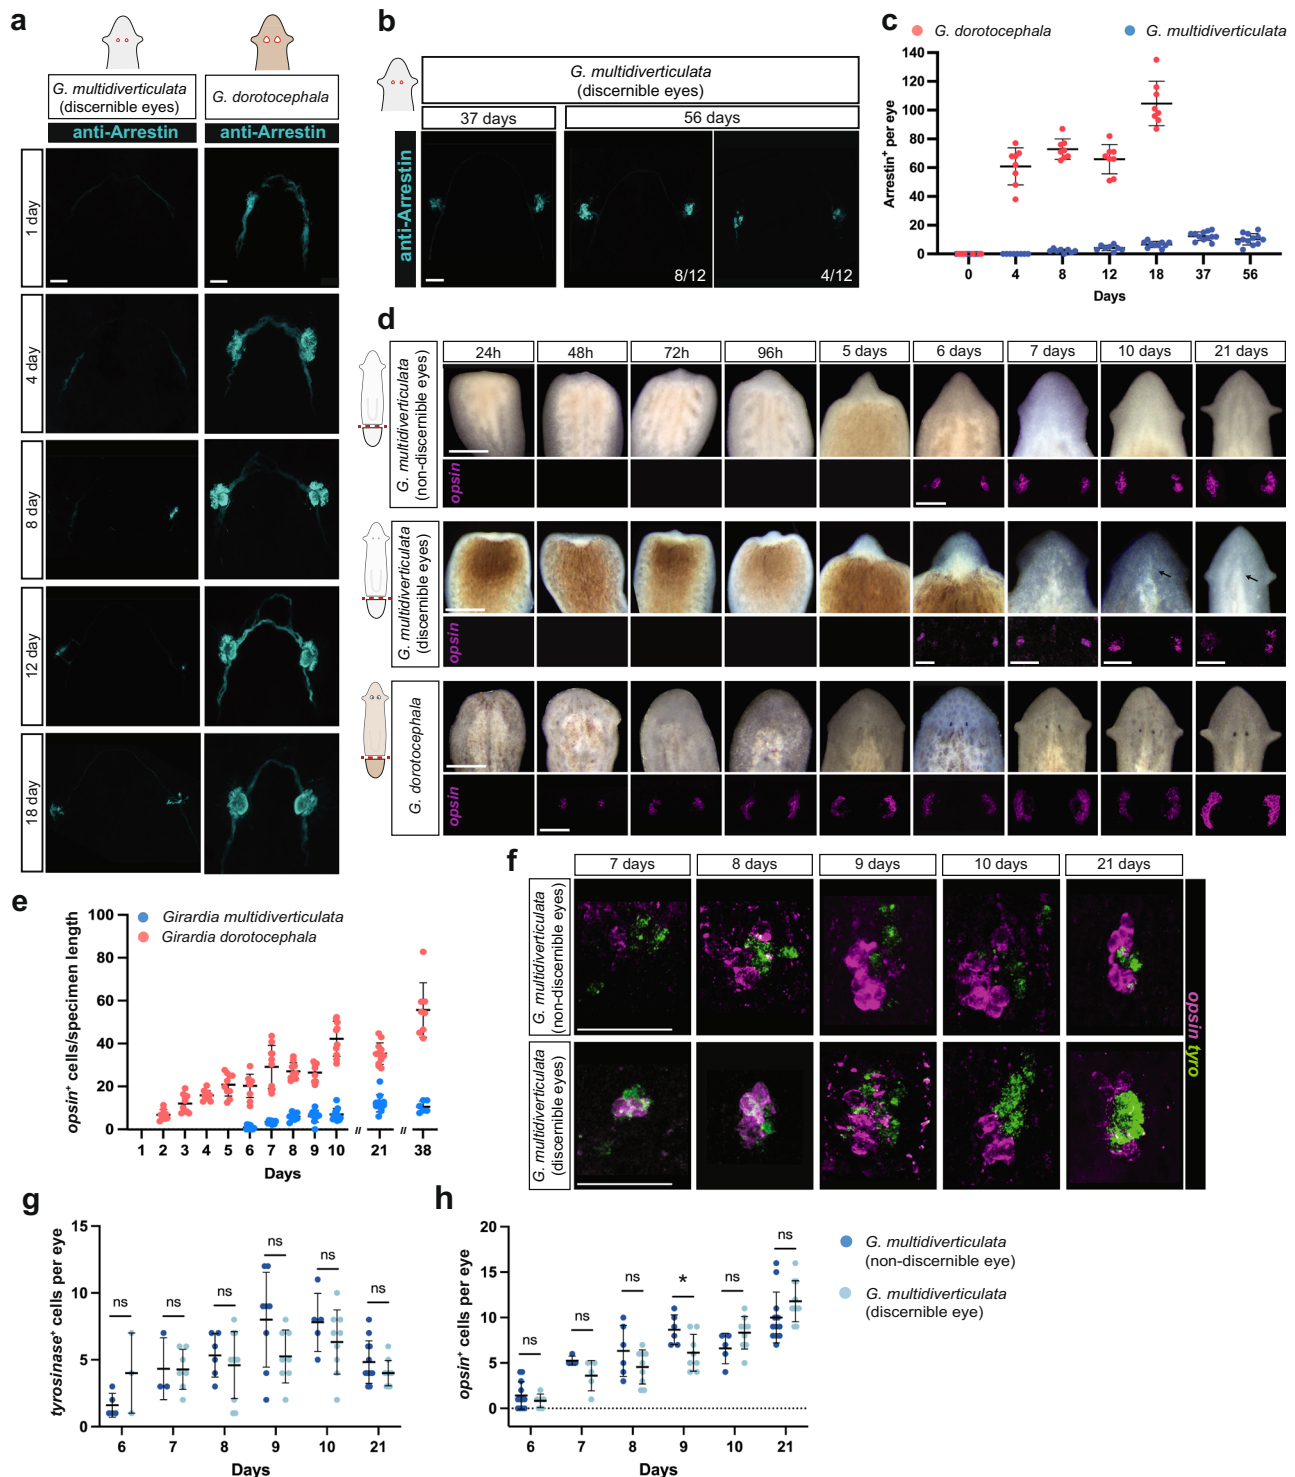 a
G. multidiverticulata
(discernible eyes)
G. dorotocephala
anti-Arrestin
anti-Arrestin
1 day
4 day
8 day
12 day
18 day
b
G. multidiverticulata
(discernible eyes)
37 days
56 days
anti-Arrestin
8/12
4/12
c
G. dorotocephala
G. multidiverticulata
Arrestin+ per eye
140
120
100
80
60
40
20
0
0 4 8 12 18 37 56
Days
d
24h
48h
72h
96h
5 days
6 days
7 days
10 days
21 days
G. multidiverticulata
(non-discernible eyes)
opsin
G. multidiverticulata
(discernible eyes)
opsin
G. dorotocephala
opsin
e
Girardia multidiverticulata
Girardia dorotocephala
opsin+ cells/specimen length
100
80
60
40
20
0
1 2 3 4 5 6 7 8 9 10 // 21 // 38
Days
f
7 days
8 days
9 days
10 days
21 days
G. multidiverticulata
(non-discernible eyes)
G. multidiverticulata
(discernible eyes)
opsin tyro
g
tyrosinase+ cells per eye
15
10
5
0
ns
ns
ns
ns
ns
ns
6 7 8 9 10 21
Days
h
opsin+ cells per eye
20
15
10
5
0
ns
ns
ns
*
ns
ns
6 7 8 9 10 21
Days
G. multidiverticulata
(non-discernible eye)
G. multidiverticulata
(discernible eye)